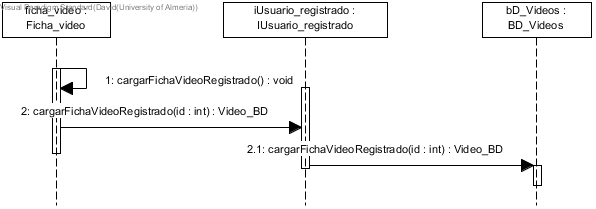 Visual Paradigm Standard(David(University of Almeria))
ficha_video :
Ficha_video
iUsuario_registrado :
IUsuario_registrado
bD_Videos :
BD_Videos
1: cargarFichaVideoRegistrado() : void
2: cargarFichaVideoRegistrado(id : int) : Video_BD
2.1: cargarFichaVideoRegistrado(id : int) : Video_BD